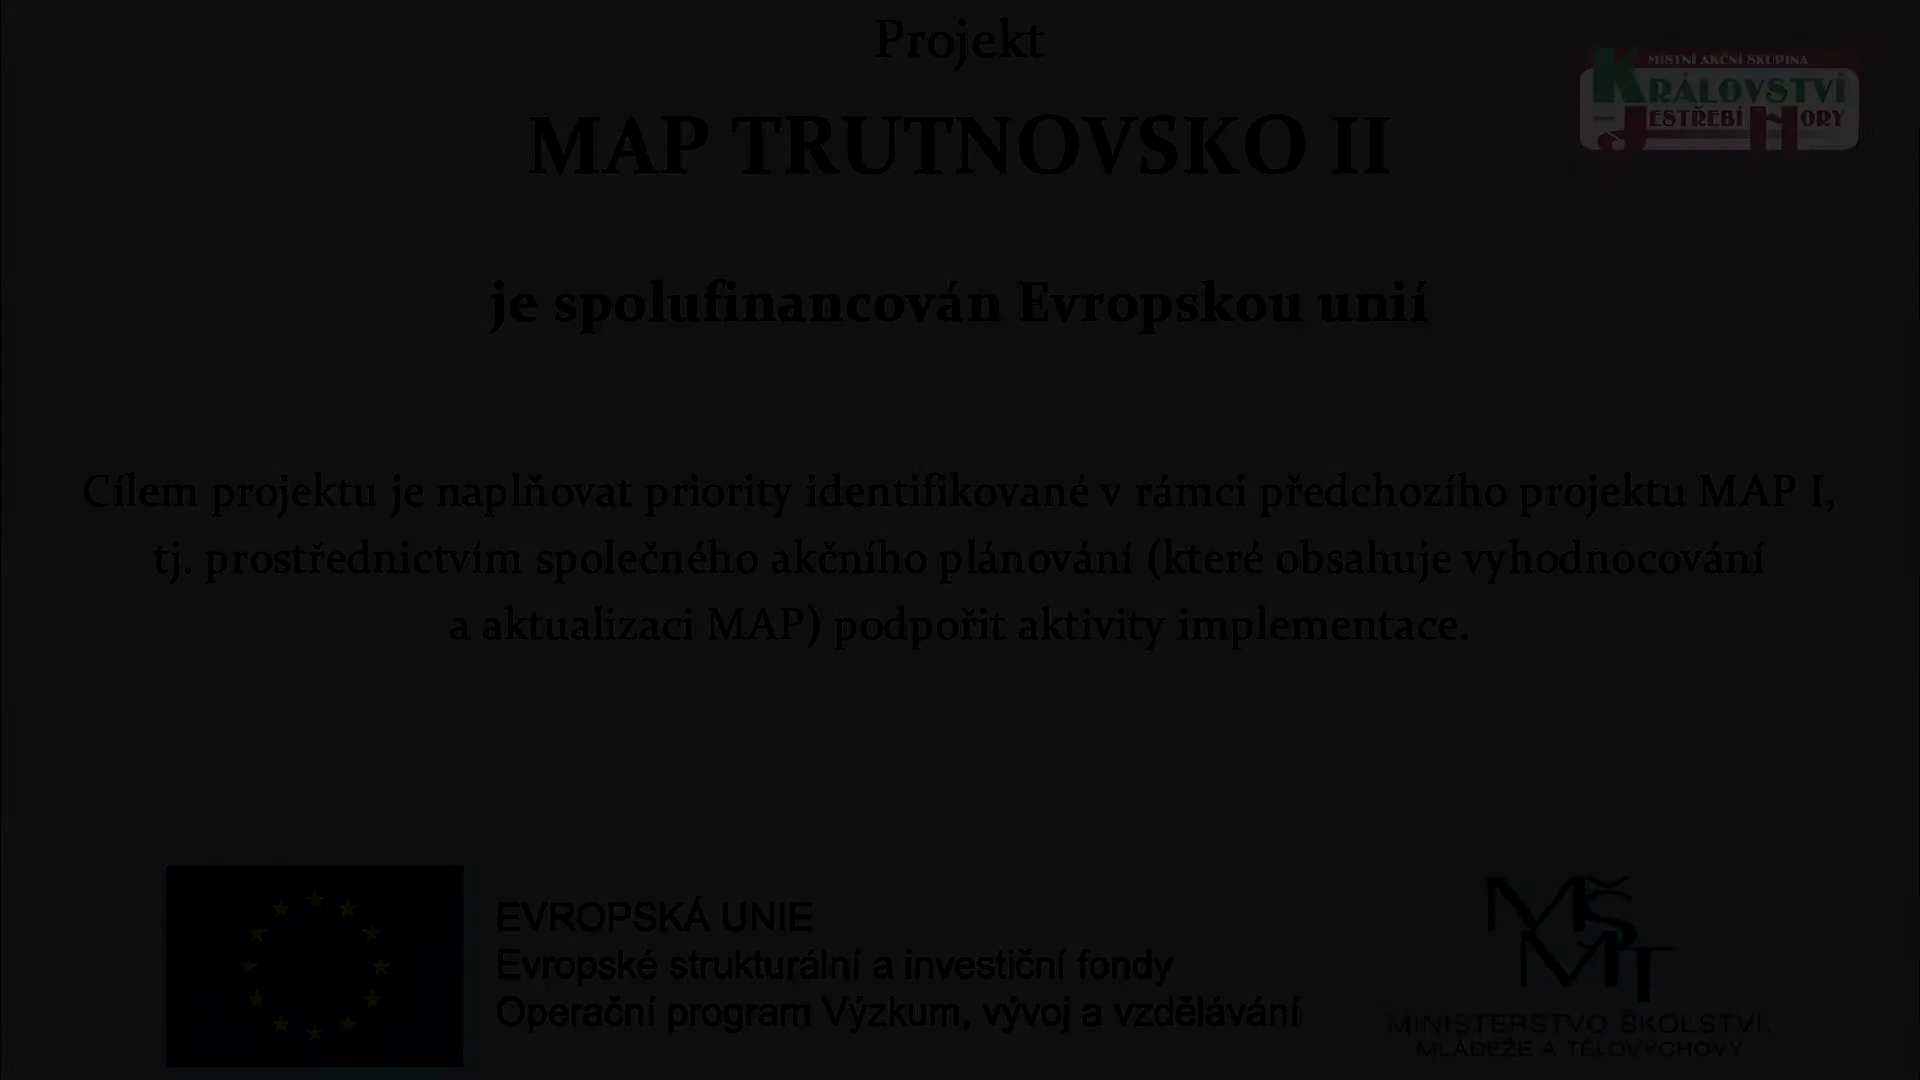 Projekt
MÍSTNÍ AKČNÍ SKUPINA
KRÁLOVSTVÍ
JESTŘEBÍ HORY
MAP TRUTNOVSKO II
je spolufinancován Evropskou unií
Cílem projektu je naplňovat priority identifikované v rámci předchozího projektu MAP I,
tj. prostřednictvím společného akčního plánování (které obsahuje vyhodnocování
a aktualizaci MAP) podpořit aktivity implementace.
EVROPSKÁ UNIE
Evropské strukturální a investiční fondy
Operační program Výzkum, vývoj a vzdělávání
MŠMT
MINISTERSTVO ŠKOLSTVÍ,
MLÁDEŽE A TĚLOVÝCHOVY